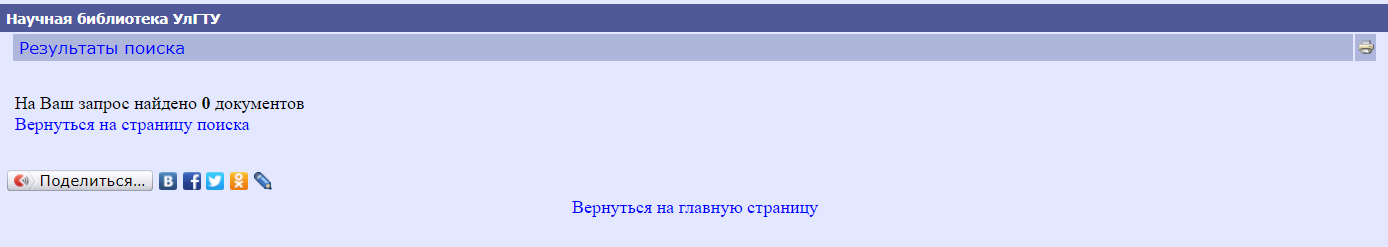 Научная библиотека УлГТУ
Результаты поиска
На Ваш запрос найдено 0 документов
Вернуться на страницу поиска
Поделиться...
Вернуться на главную страницу